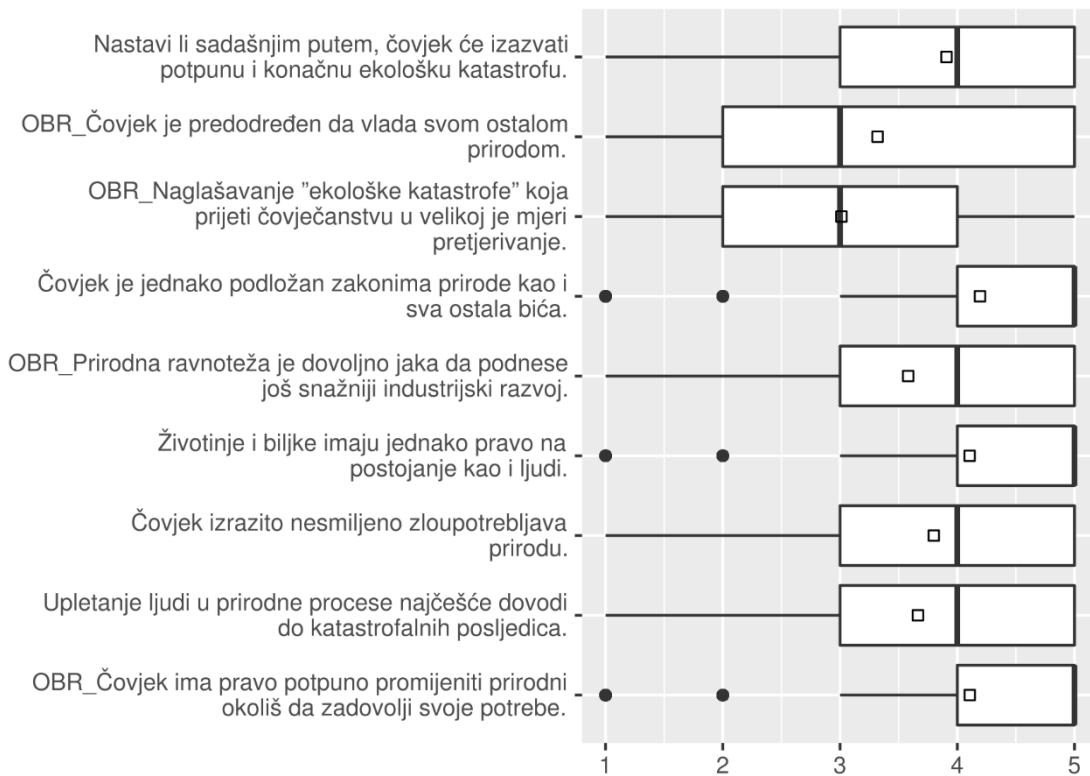 Nastavi li sadašnjim putem, čovjek će izazvati
potpunu i konačnu ekološku katastrofu.
OBR_Čovjek je predodređen da vlada svom ostalom
prirodom.
OBR_Naglašavanje ”ekološke katastrofe” koja
prijeti čovječanstvu u velikoj je mjeri
pretjerivanje.
Čovjek je jednako podložan zakonima prirode kao i
sva ostala bića.
OBR_Prirodna ravnoteža je dovoljno jaka da podnese
još snažniji industrijski razvoj.
Životinje i biljke imaju jednako pravo na
postojanje kao i ljudi.
Čovjek izrazito nesmiljeno zloupotrebljava
prirodu.
Upletanje ljudi u prirodne procese najčešće dovodi
do katastrofalnih posljedica.
OBR_Čovjek ima pravo potpuno promijeniti prirodni
okoliš da zadovolji svoje potrebe.
1 2 3 4 5